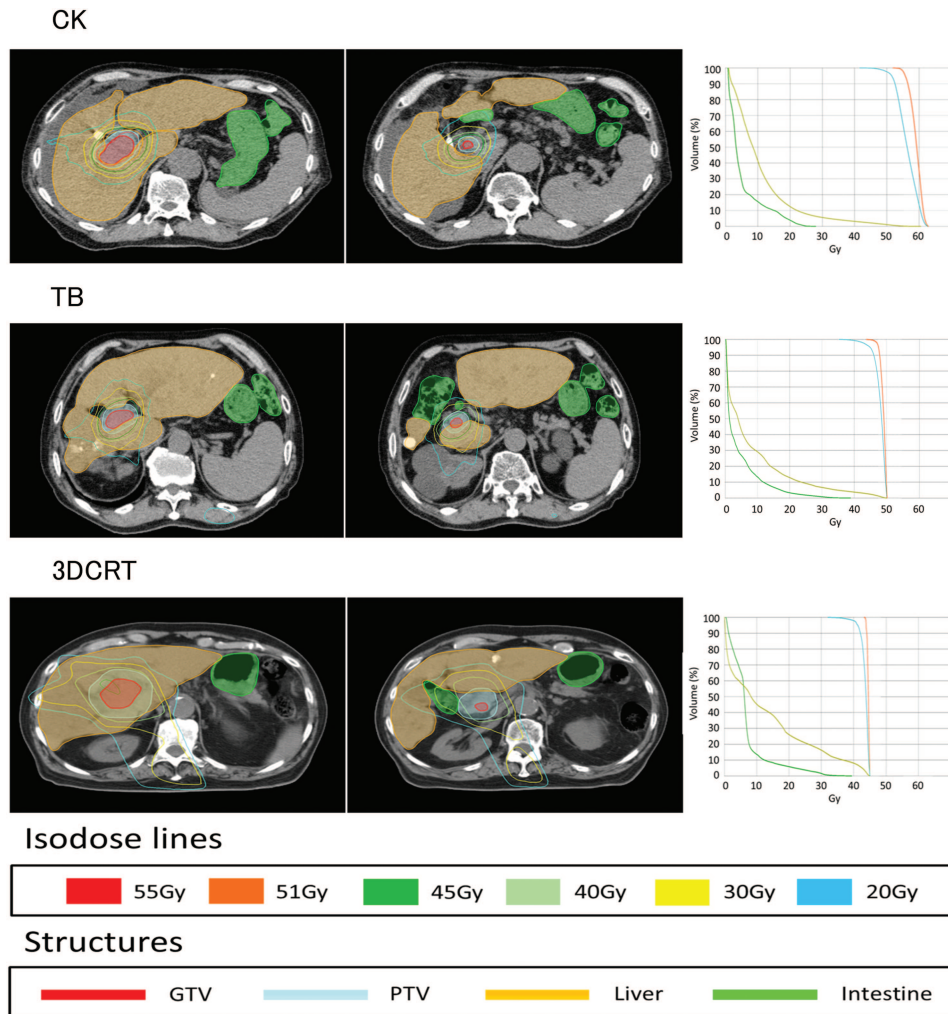 CK
100
90
80
70
60
50
40
30
20
10
0
Volume (%)
0 10 20 30 40 50 60
Gy
TB
100
90
80
70
60
50
40
30
20
10
0
Volume (%)
0 10 20 30 40 50 60
Gy
3DCRT
100
90
80
70
60
50
40
30
20
10
0
Volume (%)
0 10 20 30 40 50 60
Gy
Isodose lines
55Gy 51Gy 45Gy 40Gy 30Gy 20Gy
Structures
GTV PTV Liver Intestine